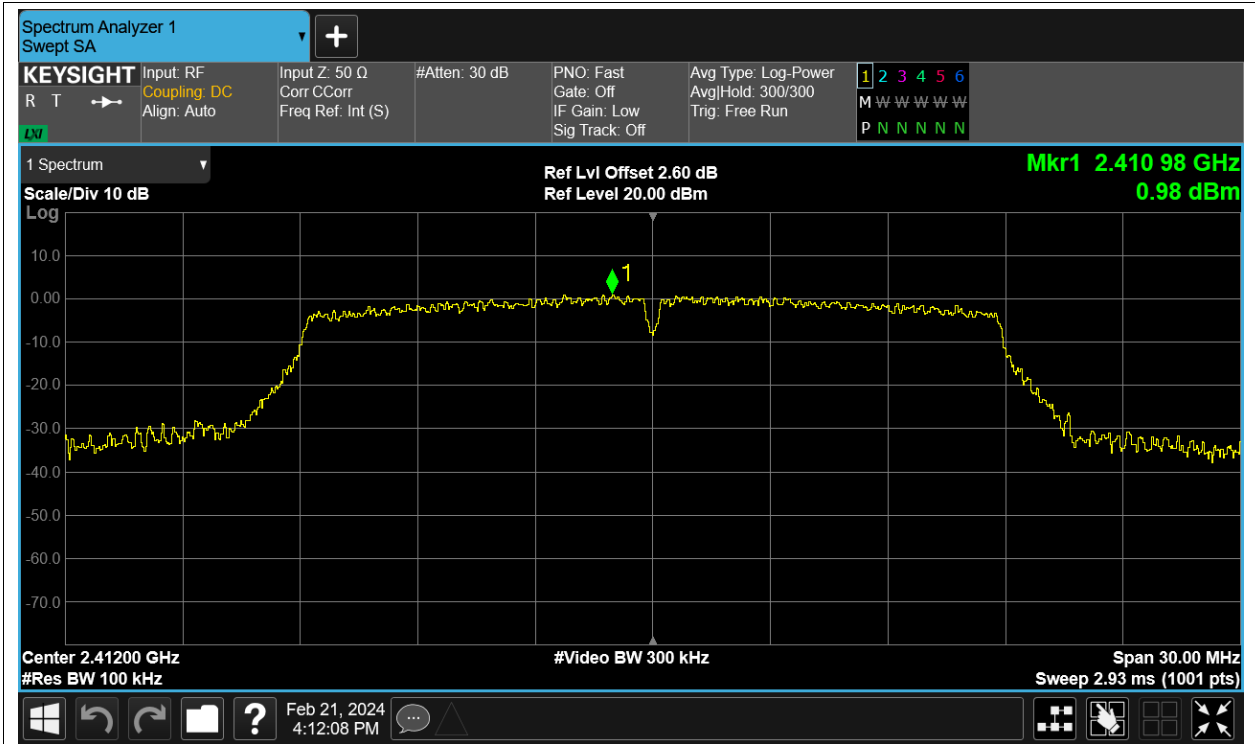 Spectrum Analyzer 1
Swept SA
KEYSIGHT
R T
LXI
Input: RF
Coupling: DC
Align: Auto
Input Z: 50 Ω
Corr CCorr
Freq Ref: Int (S)
#Atten: 30 dB
PNO: Fast
Gate: Off
IF Gain: Low
Sig Track: Off
Avg Type: Log-Power
Avg|Hold: 300/300
Trig: Free Run
1 2 3 4 5 6
M W W W W W
P N N N N N
1 Spectrum
Scale/Div 10 dB
Log
Ref Lvl Offset 2.60 dB
Ref Level 20.00 dBm
Mkr1 2.410 98 GHz
0.98 dBm
10.0
1
0.00
-10.0
-20.0
-30.0
-40.0
-50.0
-60.0
-70.0
Center 2.41200 GHz
#Video BW 300 kHz
Span 30.00 MHz
#Res BW 100 kHz
Sweep 2.93 ms (1001 pts)
?
Feb 21, 2024
4:12:08 PM